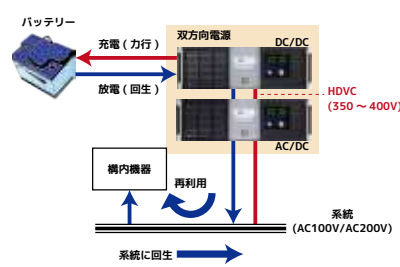 バッテリー
充電 ( 力行 )
放電 ( 回生 )
双方向電源
DC/DC
HDVC
(350 ～ 400V)
AC/DC
構内機器
再利用
系統
(AC100V/AC200V)
系統に回生